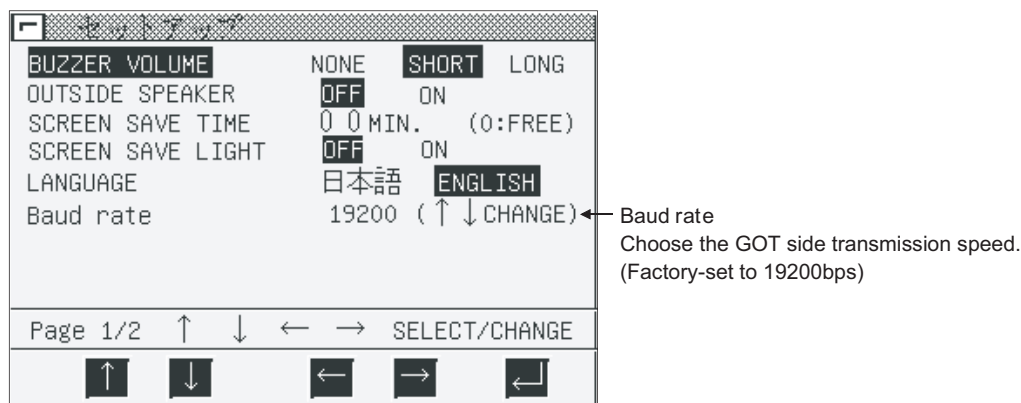 セットアップ
BUZZER VOLUME NONE SHORT LONG
OUTSIDE SPEAKER OFF ON
SCREEN SAVE TIME 0 0 MIN. (0:FREE)
SCREEN SAVE LIGHT OFF ON
LANGUAGE 日本語 ENGLISH
Baud rate 19200 (↑↓CHANGE)
Baud rate
Choose the GOT side transmission speed.
(Factory-set to 19200bps)
Page 1/2 ↑ ↓ ← → SELECT/CHANGE
↑ ↓ ← → ↵